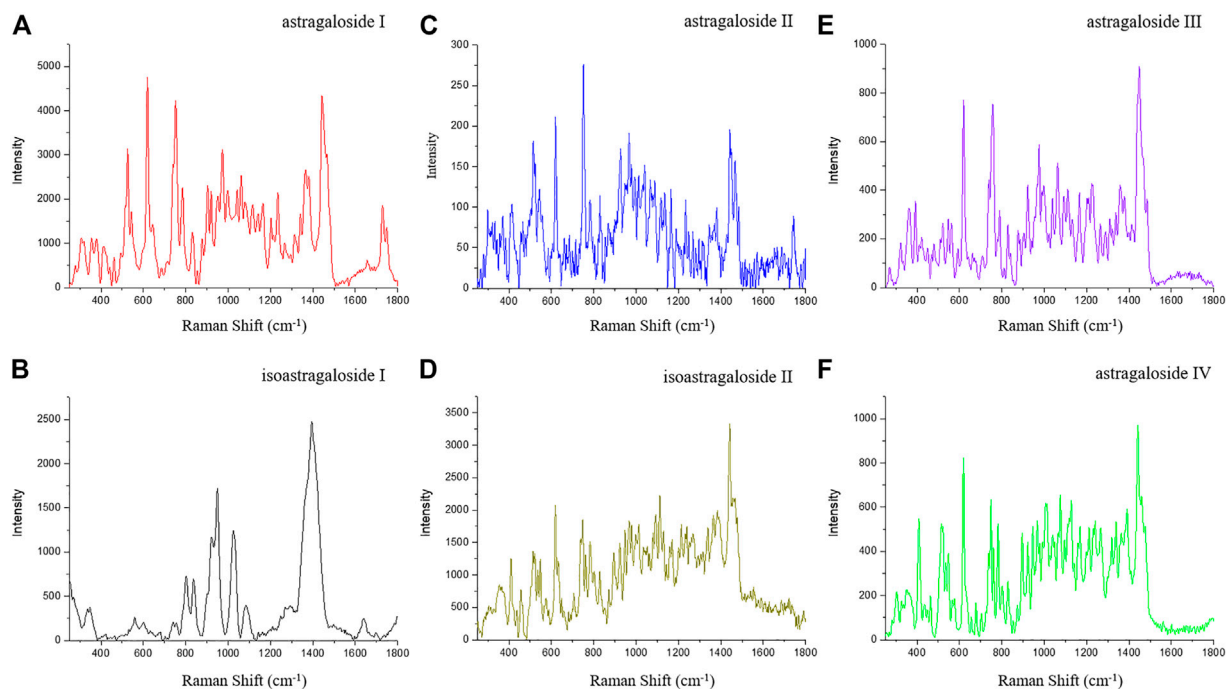 A
astragaloside I
5000
4000
3000
2000
1000
0
Intensity
400 600 800 1000 1200 1400 1600 1800
Raman Shift (cm-1)
C
astragaloside II
300
250
200
150
100
50
0
Intensity
400 600 800 1000 1200 1400 1600 1800
Raman Shift (cm-1)
E
astragaloside III
1000
800
600
400
200
0
Intensity
400 600 800 1000 1200 1400 1600 1800
Raman Shift (cm-1)
B
isoastragaloside I
2500
2000
1500
1000
500
0
Intensity
400 600 800 1000 1200 1400 1600 1800
Raman Shift (cm-1)
D
isoastragaloside II
3500
3000
2500
2000
1500
1000
500
0
Intensity
400 600 800 1000 1200 1400 1600 1800
Raman Shift (cm-1)
F
astragaloside IV
1000
800
600
400
200
0
Intensity
400 600 800 1000 1200 1400 1600 1800
Raman Shift (cm-1)